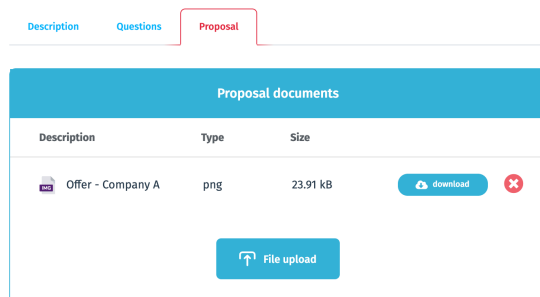 Description Questions Proposal
Proposal documents
Description Type Size
IMG Offer - Company A png 23.91 kB download
File upload